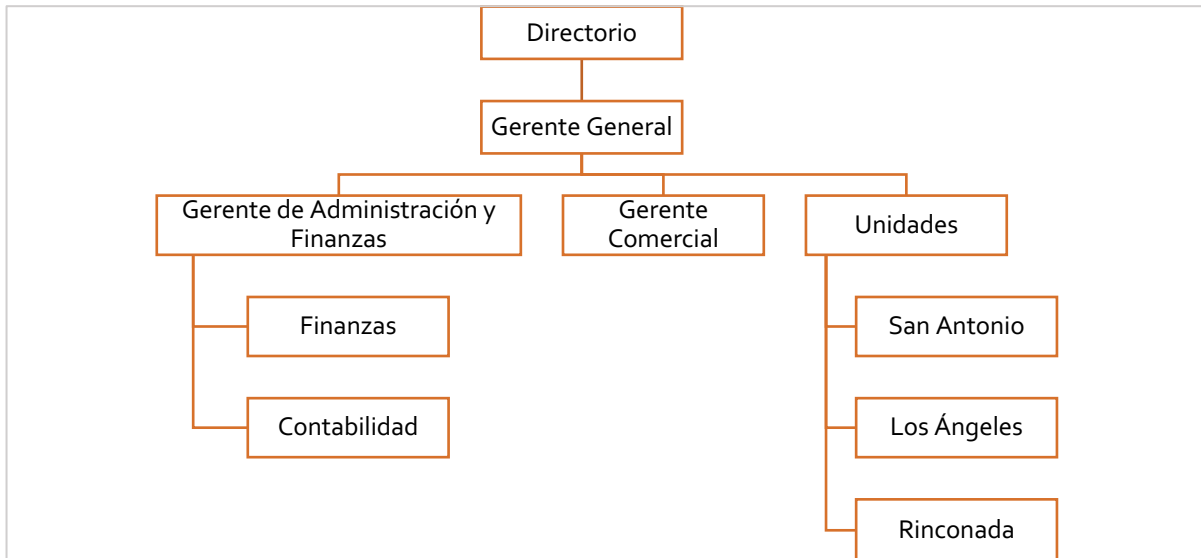 Directorio
Gerente General
Gerente de Administración y
Finanzas
Gerente
Comercial
Unidades
Finanzas
Contabilidad
San Antonio
Los Ángeles
Rinconada